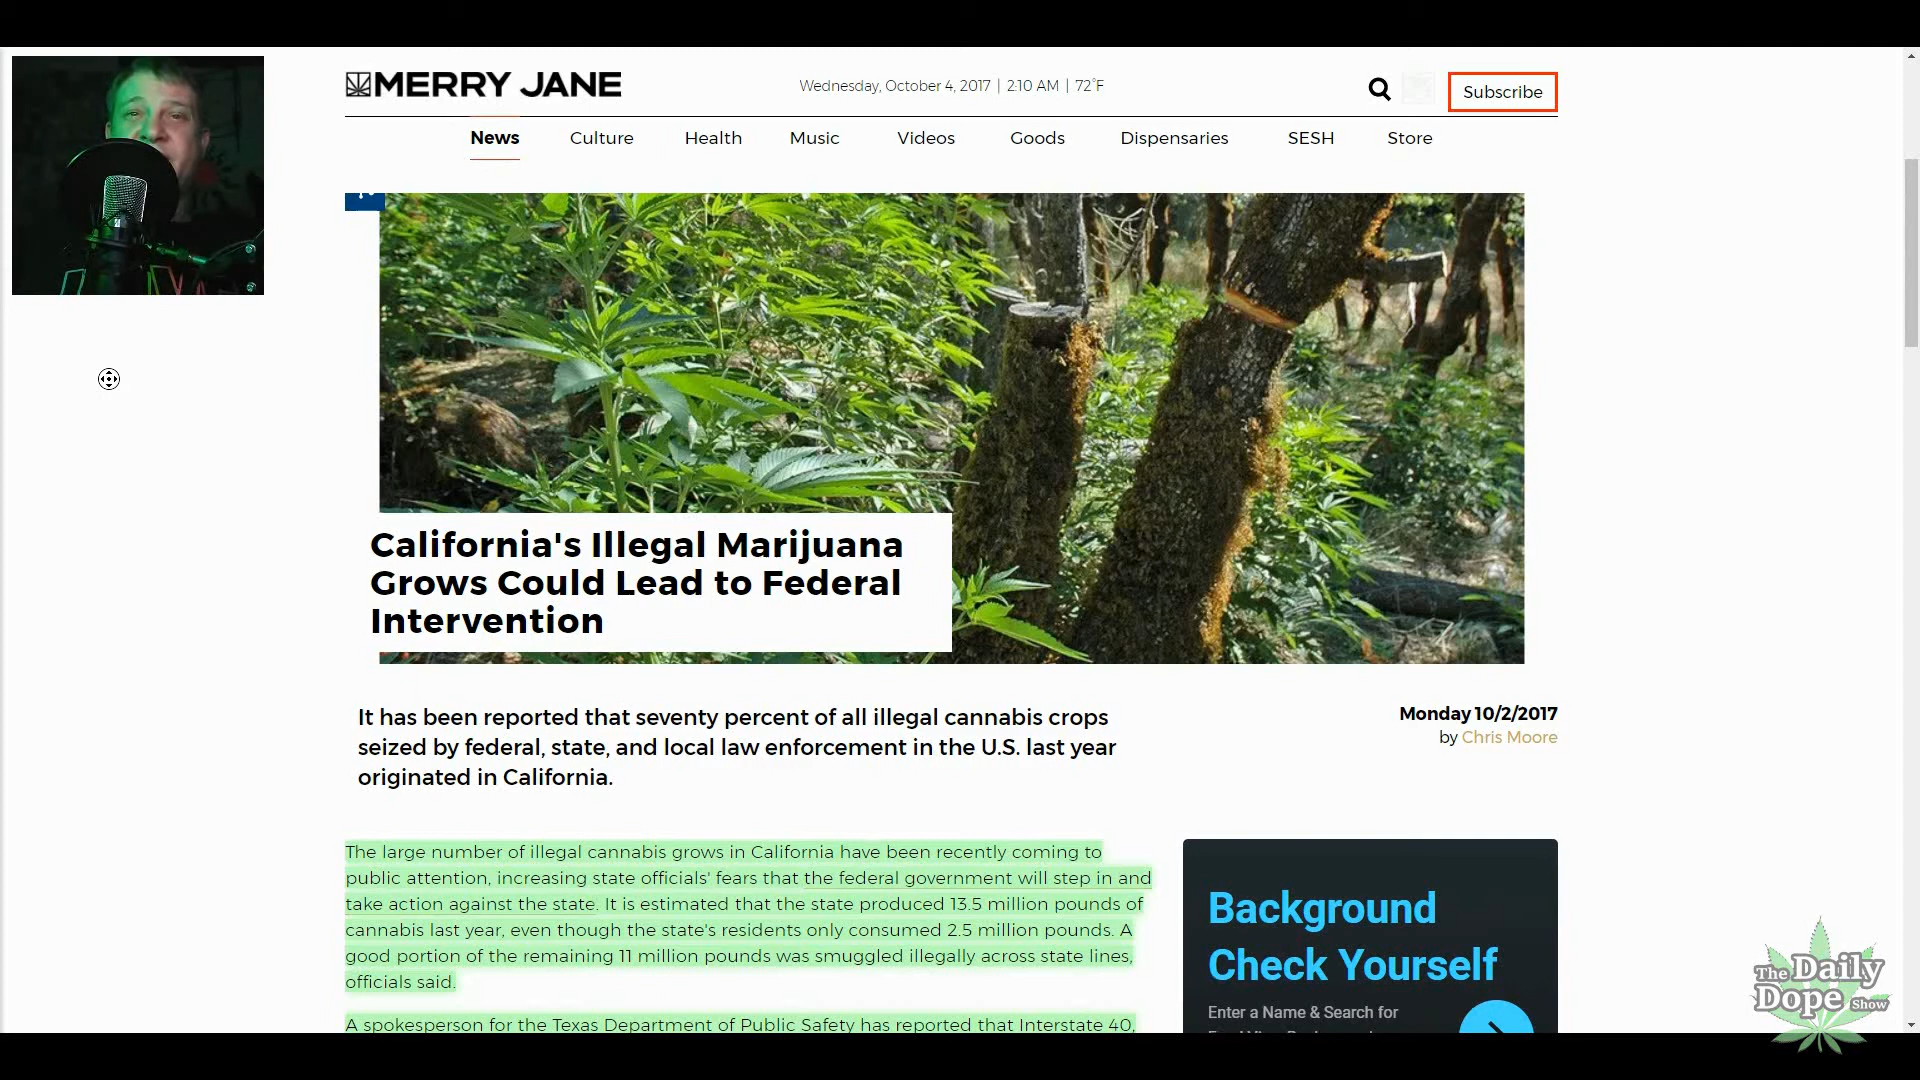 MERRY JANE
Wednesday, October 4, 2017 | 2:10 AM | 72°F
Subscribe
News Culture Health Music Videos Goods Dispensaries SESH Store
California's Illegal Marijuana
Grows Could Lead to Federal
Intervention
It has been reported that seventy percent of all illegal cannabis crops
seized by federal, state, and local law enforcement in the U.S. last year
originated in California.
Monday 10/2/2017
by Chris Moore
The large number of illegal cannabis grows in California have been recently coming to
public attention, increasing state officials' fears that the federal government will step in and
take action against the state. It is estimated that the state produced 13.5 million pounds of
cannabis last year, even though the state's residents only consumed 2.5 million pounds. A
good portion of the remaining 11 million pounds was smuggled illegally across state lines,
officials said.
A spokesperson for the Texas Department of Public Safety has reported that Interstate 40,
Background
Check Yourself
Enter a Name & Search for
The Daily
Dope Show